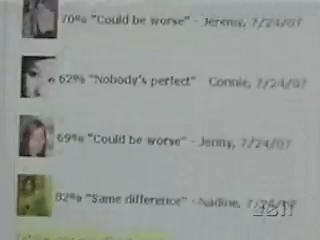 70% "Could be worse" - Jeremy, 7/24/07
62% "Nobody's perfect" - Connie, 7/24/07
69% "Could be worse" - Jenny, 7/24/07
82% "Same difference" - Nadine,